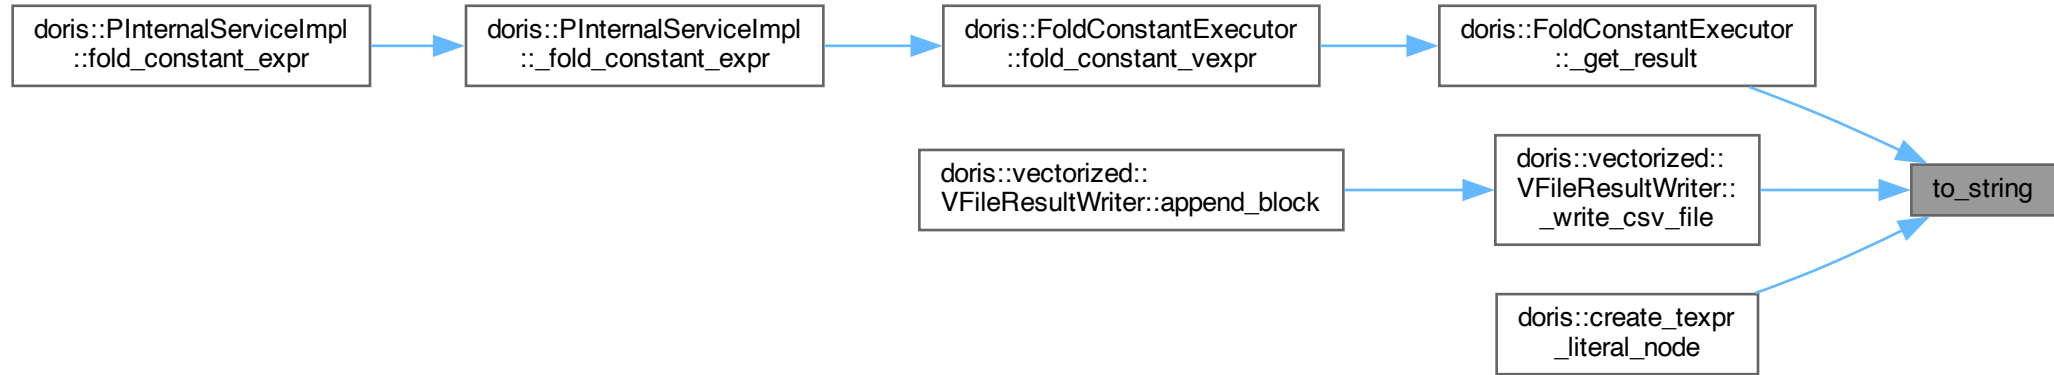 doris::PInternalServiceImpl
::fold_constant_expr
doris::PInternalServiceImpl
::_fold_constant_expr
doris::FoldConstantExecutor
::fold_constant_vexpr
doris::FoldConstantExecutor
::_get_result
doris::vectorized::
VFileResultWriter::append_block
doris::vectorized::
VFileResultWriter::
_write_csv_file
to_string
doris::create_texpr
_literal_node